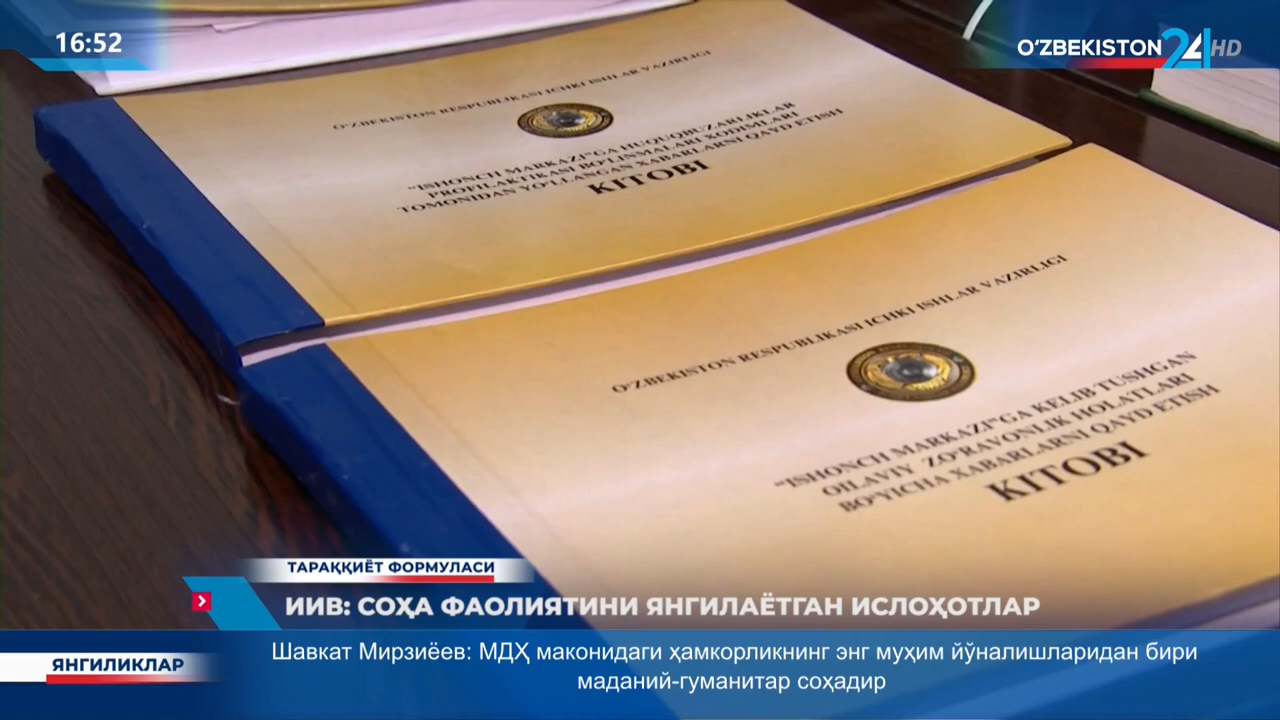 16:52
O‘ZBEKISTON 24 HD
O‘ZBEKISTON RESPUBLIKASI ICHKI ISHLAR VAZIRLIGI
"ISHONCH MARKAZI"GA HUQUQBUZARLIKLAR
PROFILAKTIKASI BO‘LINMALARI XODIMLARI
TOMONIDAN YO‘LLANGAN XABARLARNI QAYD ETISH
KITOBI
O‘ZBEKISTON RESPUBLIKASI ICHKI ISHLAR VAZIRLIGI
"ISHONCH MARKAZI"GA KELIB TUSHGAN
OILAVIY ZO‘RAVONLIK HOLATLARI
BO‘YICHA XABARLARNI QAYD ETISH
KITOBI
ТАРАҚҚИЁТ ФОРМУЛАСИ
ИИВ: СОҲА ФАОЛИЯТИНИ ЯНГИЛАЁТГАН ИСЛОҲОТЛАР
ЯНГИЛИКЛАР
Шавкат Мирзиёев: МДҲ маконидаги ҳамкорликнинг энг муҳим йўналишларидан бири
маданий-гуманитар соҳадир